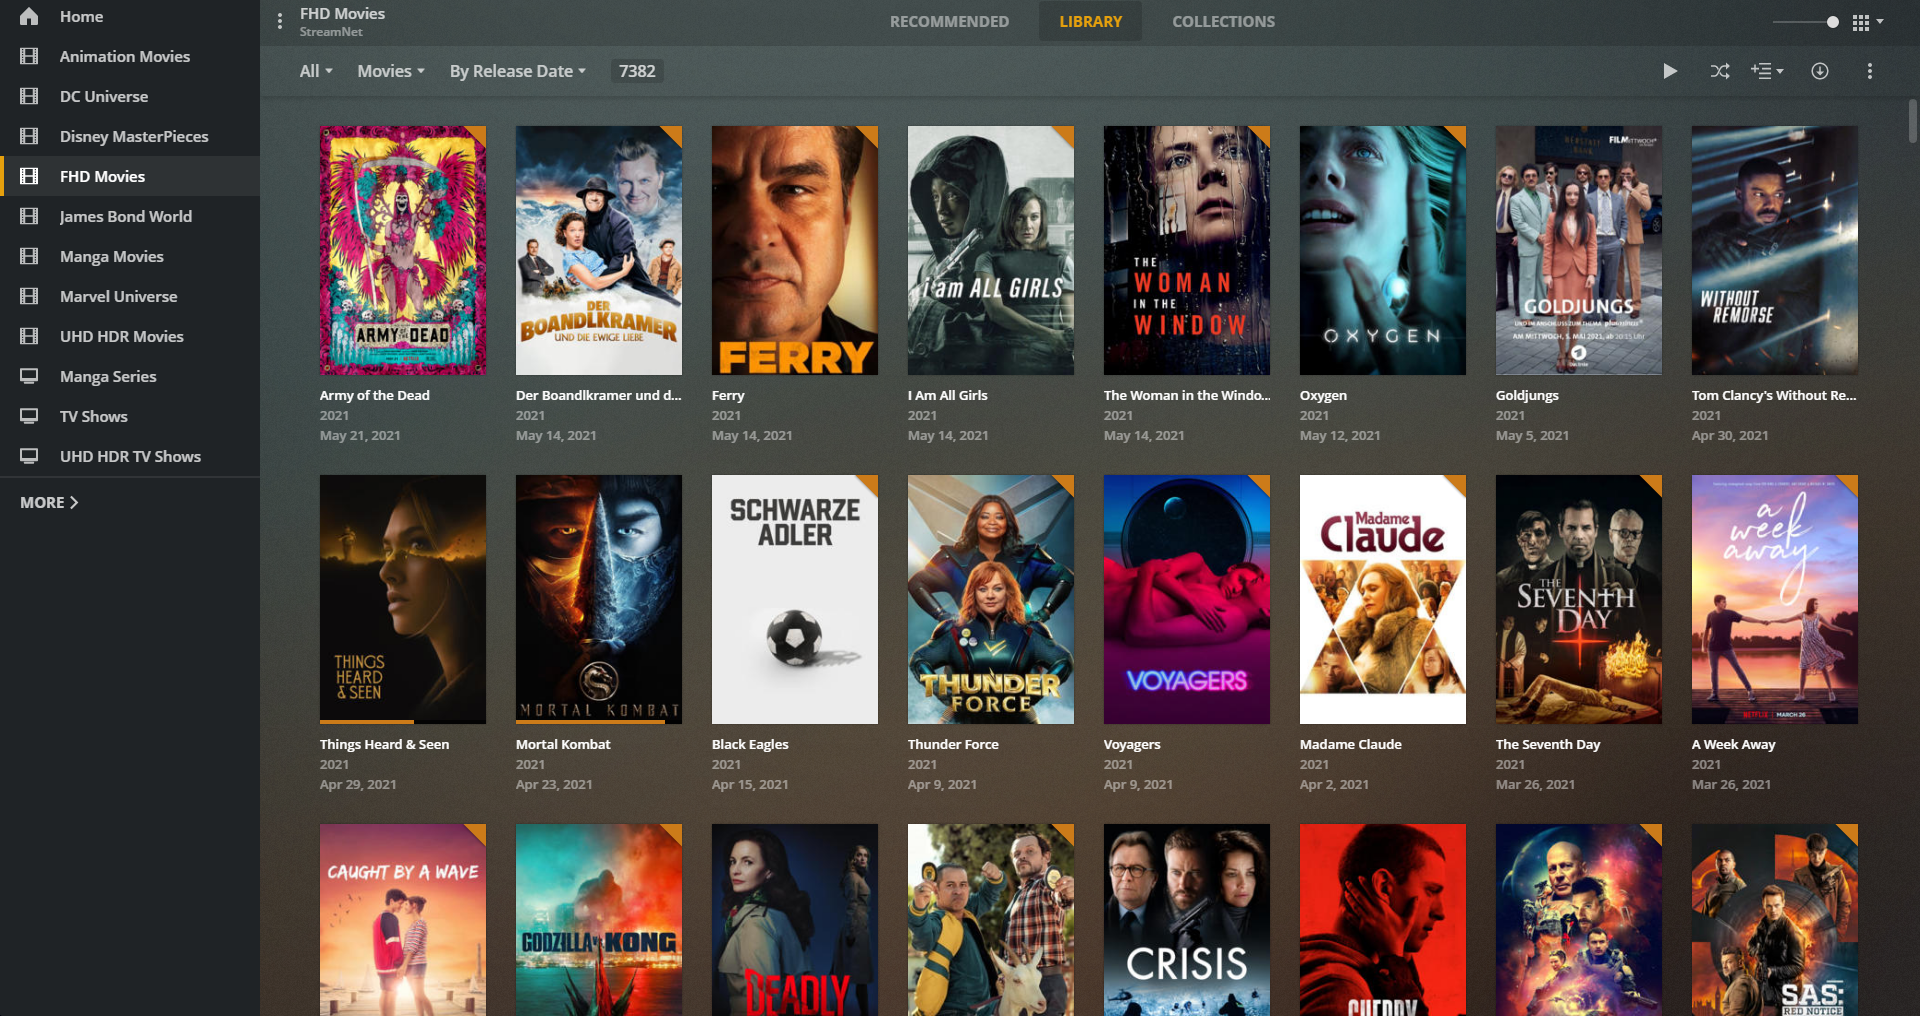 Home
Animation Movies
DC Universe
Disney MasterPieces
FHD Movies
James Bond World
Manga Movies
Marvel Universe
UHD HDR Movies
Manga Series
TV Shows
UHD HDR TV Shows
MORE
FHD Movies
StreamNet
RECOMMENDED LIBRARY COLLECTIONS
All Movies By Release Date 7382
ARMY OF THE DEAD
DER
BOANDLKRAMER
UND DIE EWIGE LIEBE
FERRY
i am ALL GIRLS
THE
WOMAN
IN THE
WINDOW
OXYGEN
FILMMITTWOCH
GOLDJUNGS
AM MITTWOCH, 5. MAI 2021, ab 20:15 Uhr
WITHOUT
REMORSE
Army of the Dead
2021
May 21, 2021
Der Boandlkramer und d...
2021
May 14, 2021
Ferry
2021
May 14, 2021
I Am All Girls
2021
May 14, 2021
The Woman in the Windo...
2021
May 14, 2021
Oxygen
2021
May 12, 2021
Goldjungs
2021
May 5, 2021
Tom Clancy's Without Re...
2021
Apr 30, 2021
THINGS
HEARD
& SEEN
MORTAL KOMBAT
SCHWARZE
ADLER
THUNDER
FORCE
VOYAGERS
Madame
Claude
THE
SEVENTH
DAY
a
week
away
NETFLIX | MARCH 26
Things Heard & Seen
2021
Apr 29, 2021
Mortal Kombat
2021
Apr 23, 2021
Black Eagles
2021
Apr 15, 2021
Thunder Force
2021
Apr 9, 2021
Voyagers
2021
Apr 9, 2021
Madame Claude
2021
Apr 2, 2021
The Seventh Day
2021
Mar 26, 2021
A Week Away
2021
Mar 26, 2021
CAUGHT BY A WAVE
GODZILLA v. KONG
DEADLY
CRISIS
CHERRY
SAS:
RED NOTICE